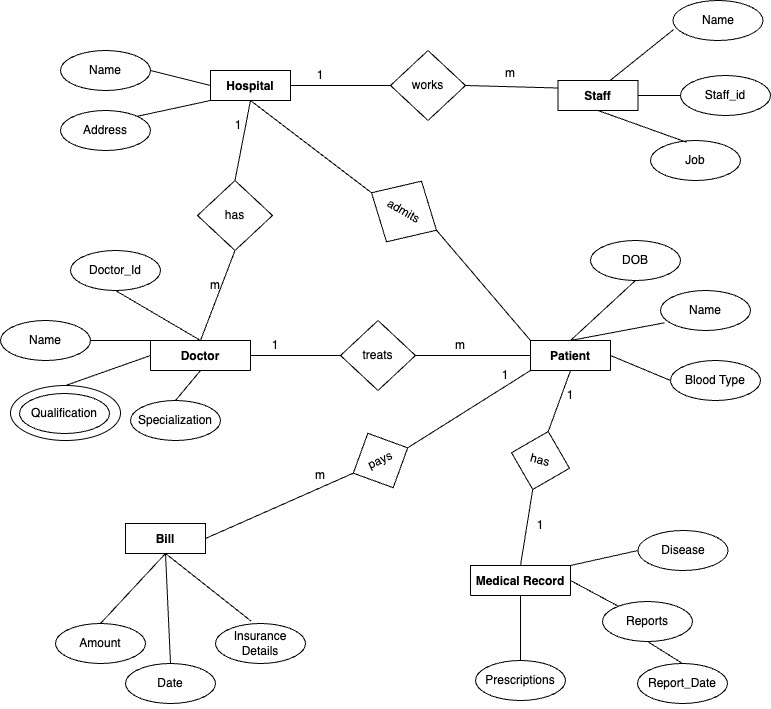 Name
Name
Hospital
1
works
m
Staff
Staff_id
Address
1
Job
has
admits
Doctor_Id
m
DOB
Name
Name
Doctor
1
treats
m
Patient
1
1
Blood Type
Qualification
Specialization
pays
has
m
Bill
1
Disease
Medical Record
Amount
Insurance
Details
Reports
Date
Prescriptions
Report_Date